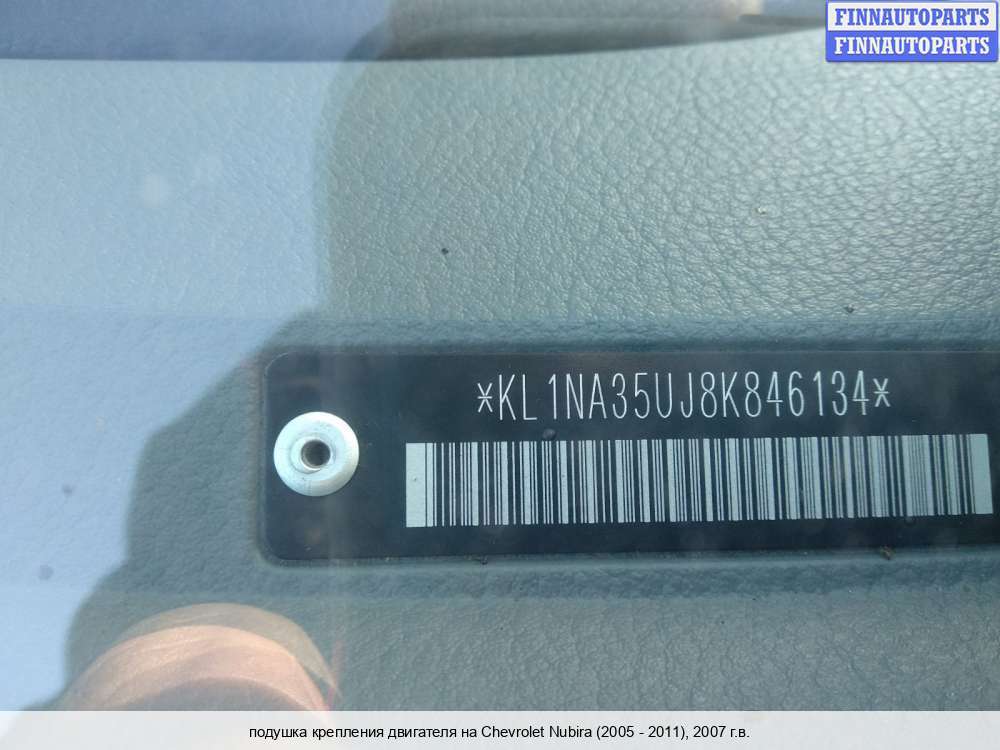 FINNAUTOPARTS
FINNAUTOPARTS
*KL1NA35UJ8K846134*
подушка крепления двигателя на Chevrolet Nubira (2005 - 2011), 2007 г.в.